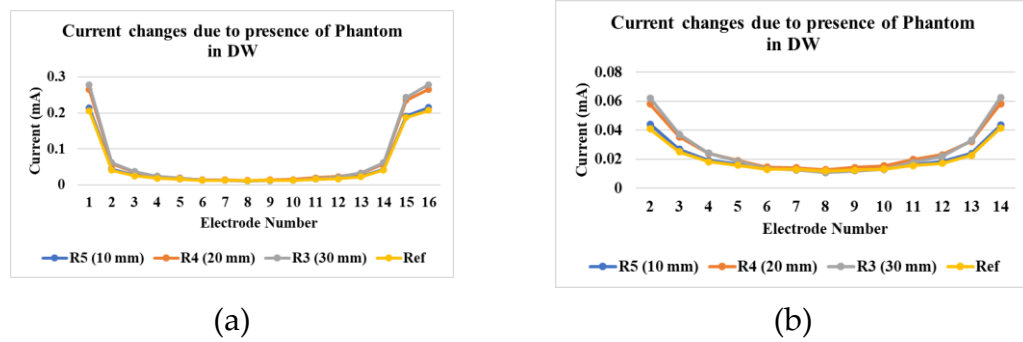 Current changes due to presence of Phantom
in DW
Current (mA)
0.3
0.2
0.1
0
1 2 3 4 5 6 7 8 9 10 11 12 13 14 15 16
Electrode Number
R5 (10 mm) R4 (20 mm) R3 (30 mm) Ref
(a)
Current changes due to presence of Phantom
in DW
Current (mA)
0.08
0.06
0.04
0.02
0
2 3 4 5 6 7 8 9 10 11 12 13 14
Electrode Number
R5 (10 mm) R4 (20 mm) R3 (30 mm) Ref
(b)